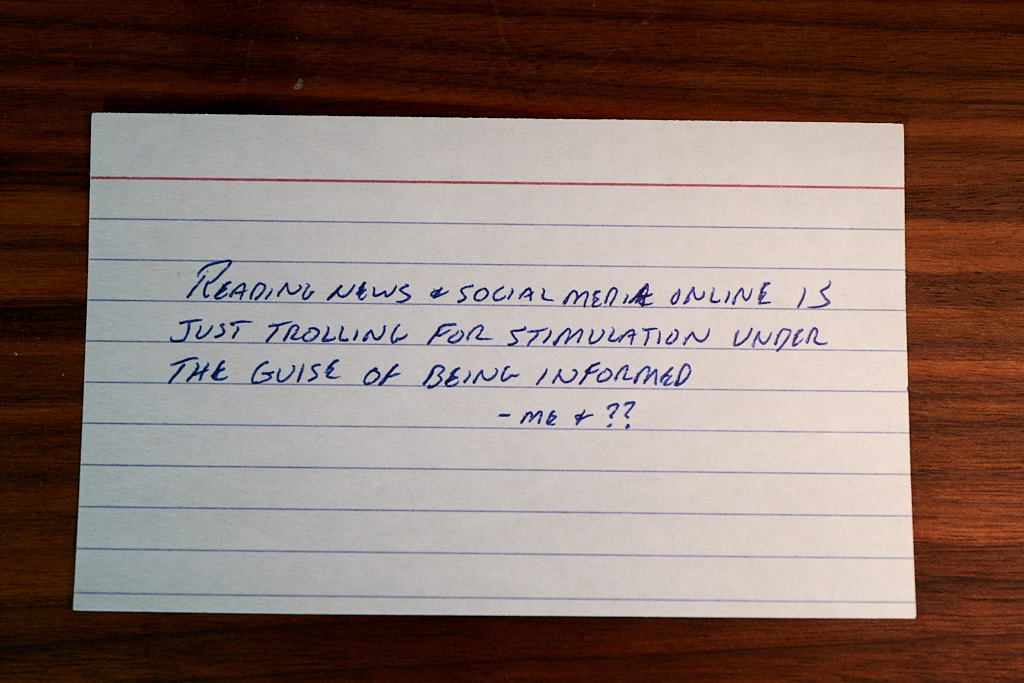 READING NEWS & SOCIAL MEDIA ONLINE IS
JUST TROLLING FOR STIMULATION UNDER
THE GUISE OF BEING INFORMED
- ME & ??